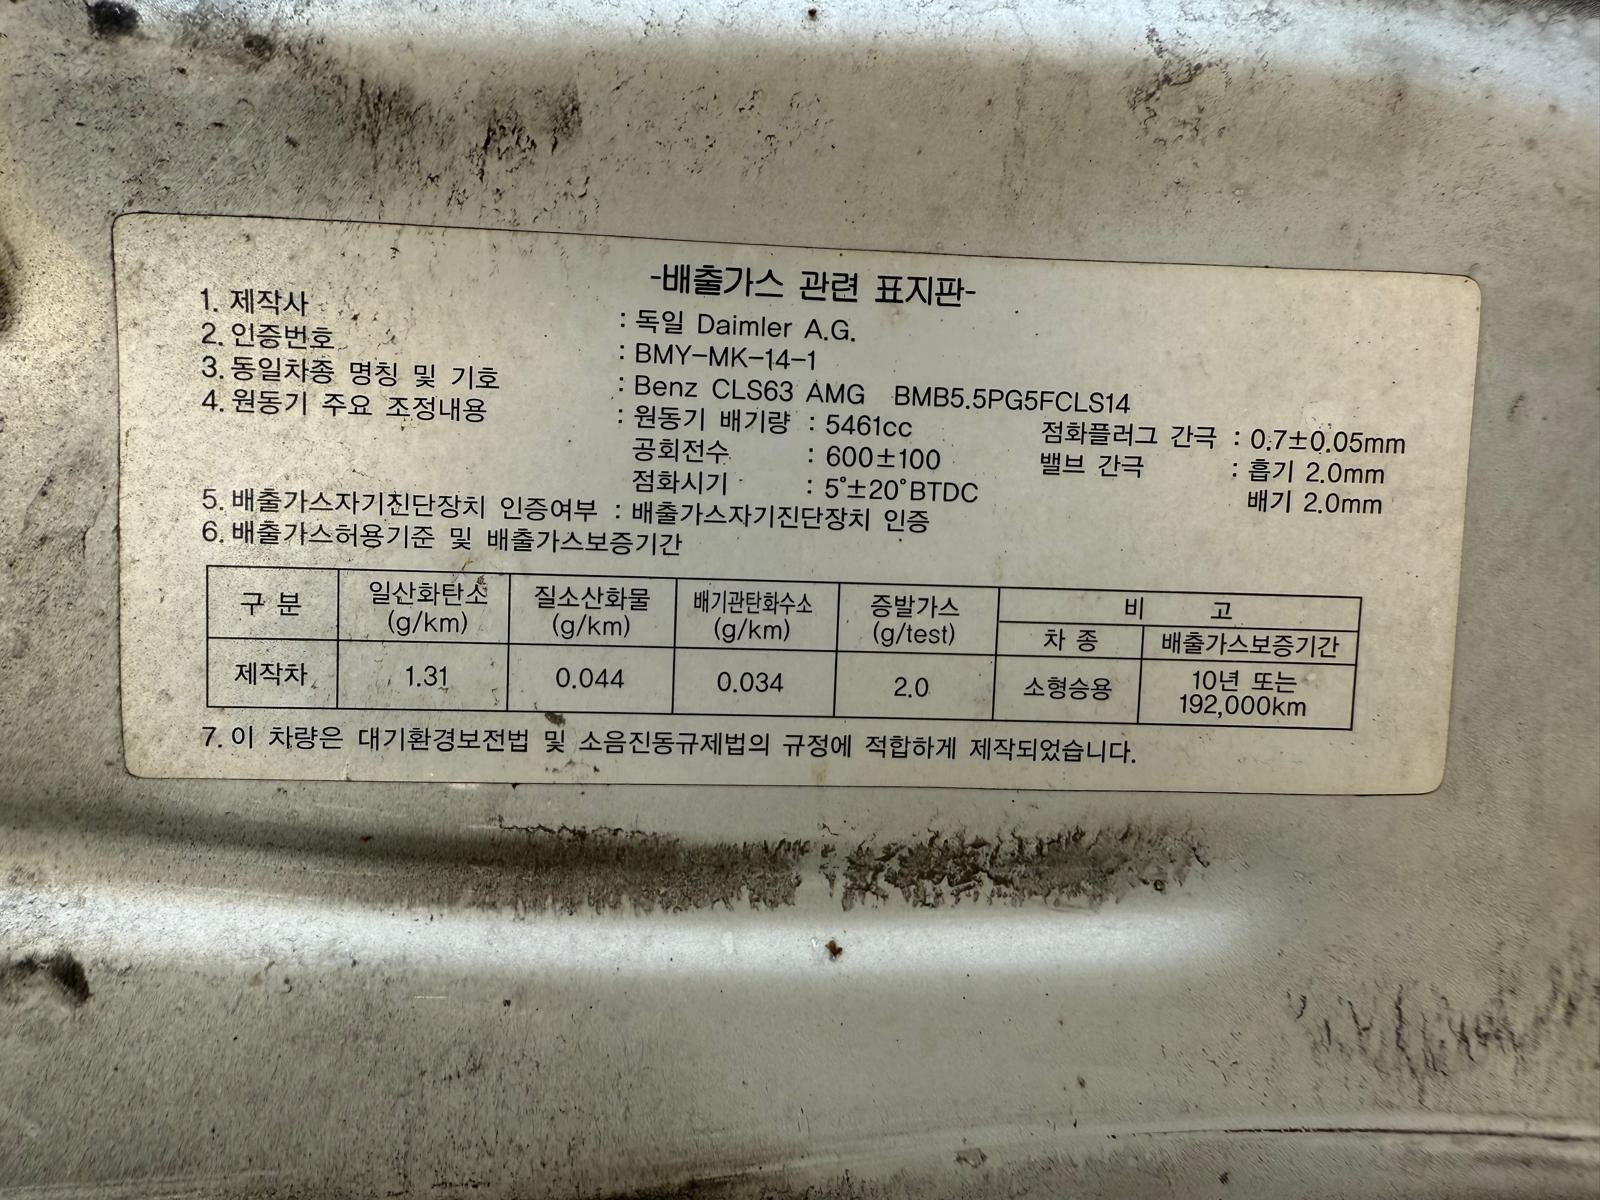 -배출가스 관련 표지판-
1. 제작사 : 독일 Daimler A.G.
2. 인증번호 : BMY-MK-14-1
3. 동일차종 명칭 및 기호 : Benz CLS63 AMG BMB5.5PG5FCLS14
4. 원동기 주요 조정내용 : 원동기 배기량 : 5461cc 점화플러그 간극 : 0.7±0.05mm
공회전수 : 600±100 밸브 간극 : 흡기 2.0mm
점화시기 : 5°±20°BTDC 배기 2.0mm
5. 배출가스자기진단장치 인증여부 : 배출가스자기진단장치 인증
6. 배출가스허용기준 및 배출가스보증기간
구 분 일산화탄소 (g/km) 질소산화물 (g/km) 배기관탄화수소 (g/km) 증발가스 (g/test) 비 고
차 종 배출가스보증기간
제작차 1.31 0.044 0.034 2.0 소형승용 10년 또는 192,000km
7. 이 차량은 대기환경보전법 및 소음진동규제법의 규정에 적합하게 제작되었습니다.